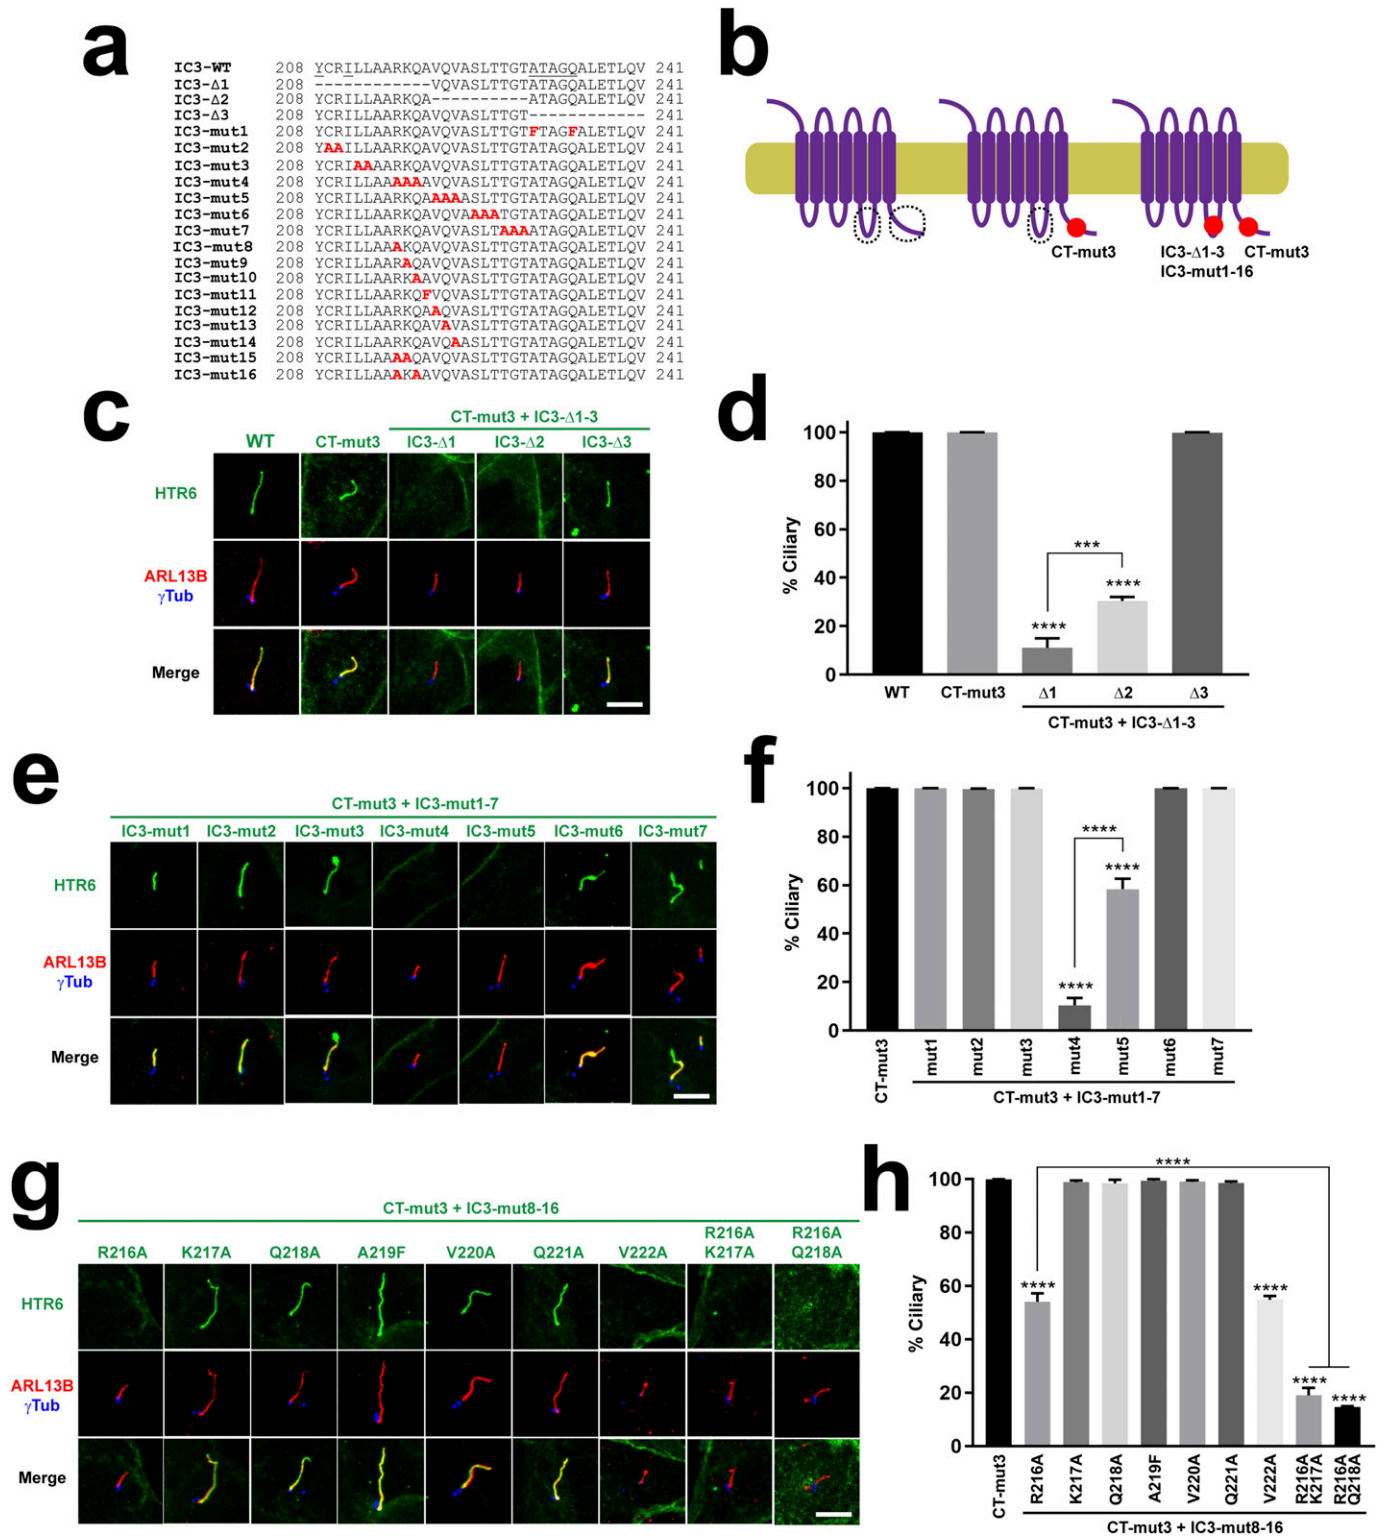 a
IC3-WT 208 YCRILLAARKQAVQVASLTTGTATAGQALETLQV 241
IC3-Δ1 208 ------------VQVASLTTGTATAGQALETLQV 241
IC3-Δ2 208 YCRILLAARKQA----------ATAGQALETLQV 241
IC3-Δ3 208 YCRILLAARKQAVQVASLTTGT------------ 241
IC3-mut1 208 YCRILLAARKQAVQVASLTTGTFTAGFALETLQV 241
IC3-mut2 208 YAAILLAARKQAVQVASLTTGTATAGQALETLQV 241
IC3-mut3 208 YCRIAAAARKQAVQVASLTTGTATAGQALETLQV 241
IC3-mut4 208 YCRILLAAAAAAVQVASLTTGTATAGQALETLQV 241
IC3-mut5 208 YCRILLAARKQAAAAASLTTGTATAGQALETLQV 241
IC3-mut6 208 YCRILLAARKQAVQVAAAATGTATAGQALETLQV 241
IC3-mut7 208 YCRILLAARKQAVQVASLTAAAATAGQALETLQV 241
IC3-mut8 208 YCRILLAAAKQAVQVASLTTGTATAGQALETLQV 241
IC3-mut9 208 YCRILLAARAQAVQVASLTTGTATAGQALETLQV 241
IC3-mut10 208 YCRILLAARKAAVQVASLTTGTATAGQALETLQV 241
IC3-mut11 208 YCRILLAARKQFVQVASLTTGTATAGQALETLQV 241
IC3-mut12 208 YCRILLAARKQAAQVASLTTGTATAGQALETLQV 241
IC3-mut13 208 YCRILLAARKQAVAVASLTTGTATAGQALETLQV 241
IC3-mut14 208 YCRILLAARKQAVQAASLTTGTATAGQALETLQV 241
IC3-mut15 208 YCRILLAAAAQAVQVASLTTGTATAGQALETLQV 241
IC3-mut16 208 YCRILLAAAKAAVQVASLTTGTATAGQALETLQV 241
b
CT-mut3
IC3-Δ1-3 CT-mut3
IC3-mut1-16
c
CT-mut3 + IC3-Δ1-3
WT CT-mut3 IC3-Δ1 IC3-Δ2 IC3-Δ3
HTR6
ARL13B
γTub
Merge
d
% Ciliary
100
80
60
40
20
0
***
****
****
WT CT-mut3 Δ1 Δ2 Δ3
CT-mut3 + IC3-Δ1-3
e
CT-mut3 + IC3-mut1-7
IC3-mut1 IC3-mut2 IC3-mut3 IC3-mut4 IC3-mut5 IC3-mut6 IC3-mut7
HTR6
ARL13B
γTub
Merge
f
% Ciliary
100
80
60
40
20
0
****
****
****
CT-mut3 mut1 mut2 mut3 mut4 mut5 mut6 mut7
CT-mut3 + IC3-mut1-7
g
CT-mut3 + IC3-mut8-16
R216A K217A Q218A A219F V220A Q221A V222A R216A K217A R216A Q218A
HTR6
ARL13B
γTub
Merge
h
% Ciliary
100
80
60
40
20
0
****
****
****
****
****
CT-mut3 R216A K217A Q218A A219F V220A Q221A V222A R216A K217A R216A Q218A
CT-mut3 + IC3-mut8-16